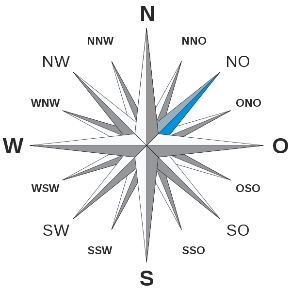 N
NNW NNO
NW NO
WNW ONO
W O
WSW OSO
SW SO
SSW SSO
S